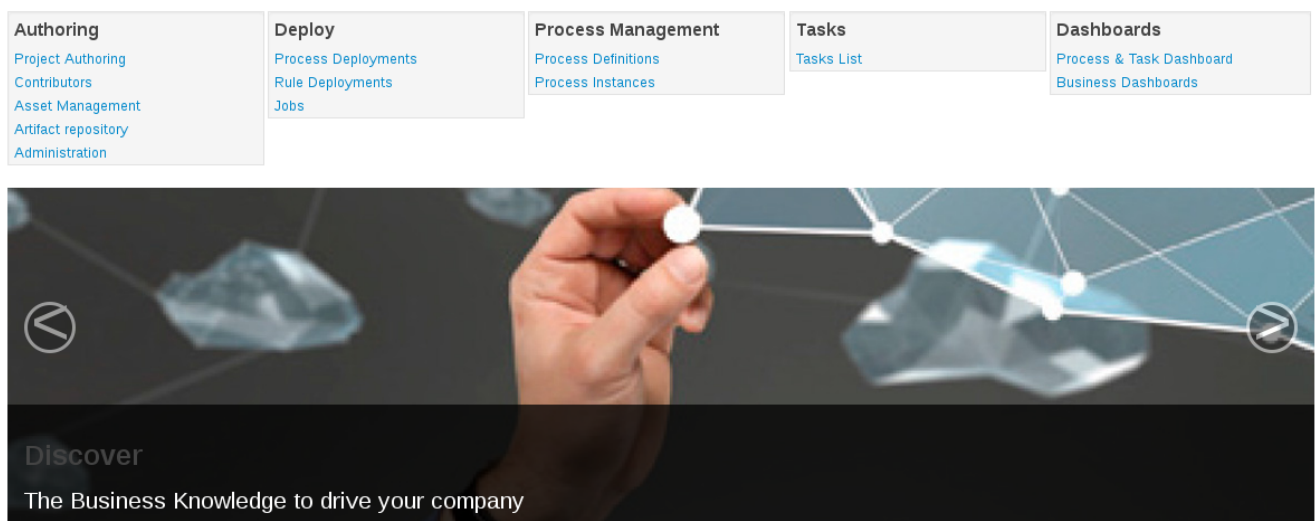 Authoring
Project Authoring
Contributors
Asset Management
Artifact repository
Administration
Deploy
Process Deployments
Rule Deployments
Jobs
Process Management
Process Definitions
Process Instances
Tasks
Tasks List
Dashboards
Process & Task Dashboard
Business Dashboards
Discover
The Business Knowledge to drive your company